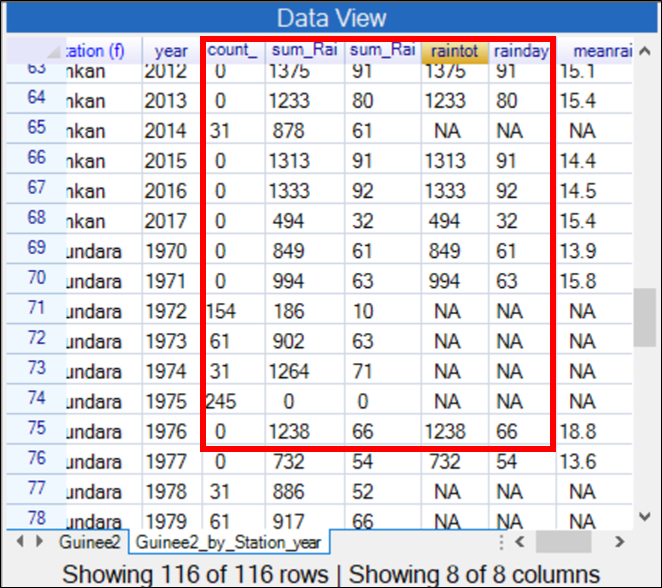 Data View
:ation (f) year count_ sum_Rai sum_Rai raintot rainday meanrai
63 nkan 2012 0 1375 91 1375 91 15.1
64 nkan 2013 0 1233 80 1233 80 15.4
65 nkan 2014 31 878 61 NA NA NA
66 nkan 2015 0 1313 91 1313 91 14.4
67 nkan 2016 0 1333 92 1333 92 14.5
68 nkan 2017 0 494 32 494 32 15.4
69 undara 1970 0 849 61 849 61 13.9
70 undara 1971 0 994 63 994 63 15.8
71 undara 1972 154 186 10 NA NA NA
72 undara 1973 61 902 63 NA NA NA
73 undara 1974 31 1264 71 NA NA NA
74 undara 1975 245 0 0 NA NA NA
75 undara 1976 0 1238 66 1238 66 18.8
76 undara 1977 0 732 54 732 54 13.6
77 undara 1978 31 886 52 NA NA NA
78 undara 1979 61 917 66 NA NA NA
Guinee2 Guinee2_by_Station_year
Showing 116 of 116 rows | Showing 8 of 8 columns